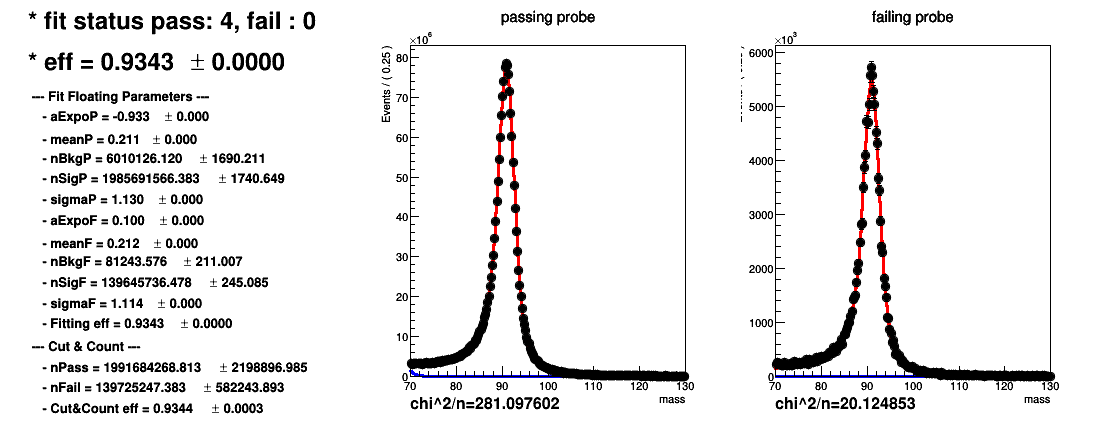 * fit status pass: 4, fail : 0
* eff = 0.9343 ± 0.0000
--- Fit Floating Parameters ---
- aExpoP = -0.933 ± 0.000
- meanP = 0.211 ± 0.000
- nBkgP = 6010126.120 ± 1690.211
- nSigP = 1985691566.383 ± 1740.649
- sigmaP = 1.130 ± 0.000
- aExpoF = 0.100 ± 0.000
- meanF = 0.212 ± 0.000
- nBkgF = 81243.576 ± 211.007
- nSigF = 139645736.478 ± 245.085
- sigmaF = 1.114 ± 0.000
- Fitting eff = 0.9343 ± 0.0000
--- Cut & Count ---
- nPass = 1991684268.813 ± 2198896.985
- nFail = 139725247.383 ± 582243.893
- Cut&Count eff = 0.9344 ± 0.0003
passing probe
×10⁶
Events / ( 0.25 )
80
70
60
50
40
30
20
10
0
70 80 90 100 110 120 130
mass
chi^2/n=281.097602
failing probe
×10³
6000
5000
4000
3000
2000
1000
0
70 80 90 100 110 120 130
mass
chi^2/n=20.124853